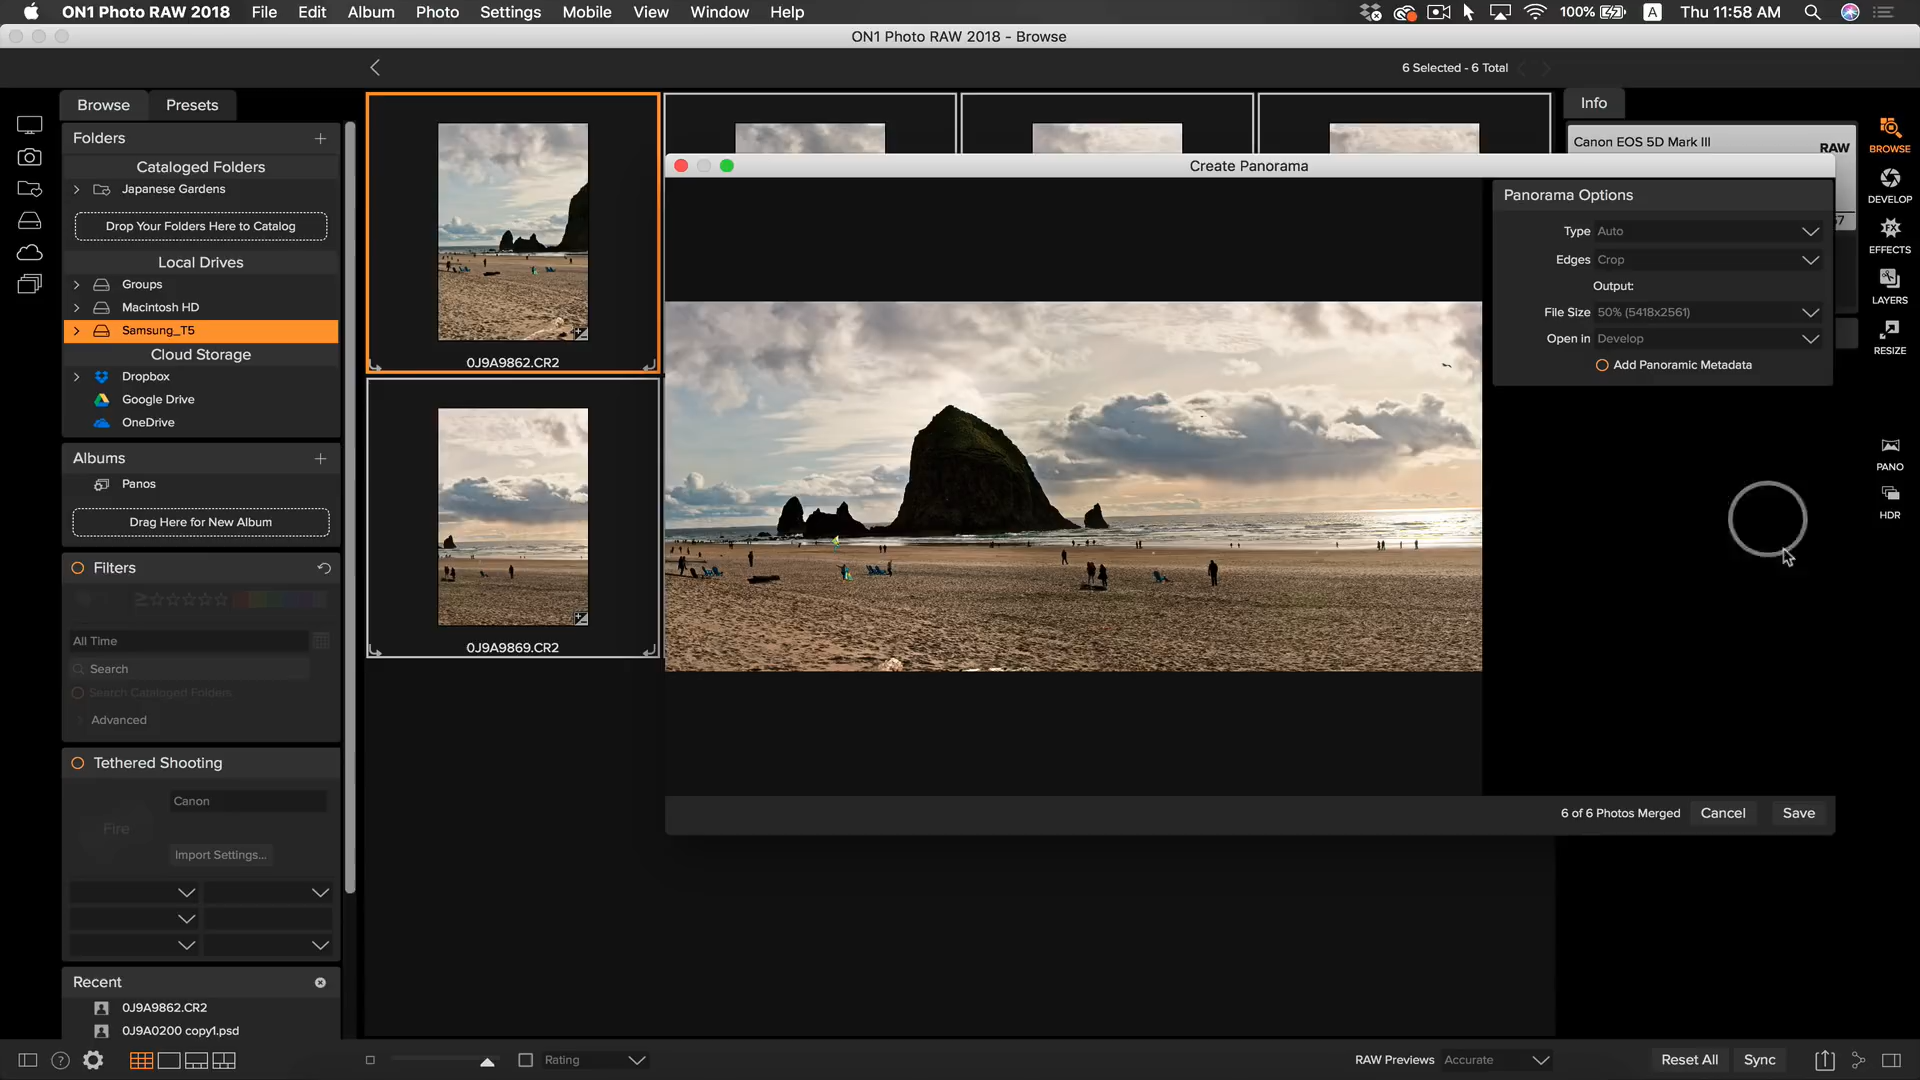 ON1 Photo RAW 2018 File Edit Album Photo Settings Mobile View Window Help 100% A Thu 11:58 AM
ON1 Photo RAW 2018 - Browse
6 Selected - 6 Total
Browse Presets
Folders
Cataloged Folders
Japanese Gardens
Drop Your Folders Here to Catalog
Local Drives
Groups
Macintosh HD
Samsung_T5
Cloud Storage
Dropbox
Google Drive
OneDrive
Albums
Panos
Drag Here for New Album
Filters
All Time
Search
Search Cataloged Folders
Advanced
Tethered Shooting
Canon
Fire
Import Settings...
Recent
0J9A9862.CR2
0J9A0200 copy1.psd
0J9A9862.CR2
0J9A9869.CR2
Create Panorama
Panorama Options
Type Auto
Edges Crop
Output:
File Size 50% (5418x2561)
Open in Develop
Add Panoramic Metadata
6 of 6 Photos Merged Cancel Save
Info
Canon EOS 5D Mark III
RAW
BROWSE
DEVELOP
FX
EFFECTS
LAYERS
RESIZE
PANO
HDR
Rating
RAW Previews Accurate
Reset All Sync